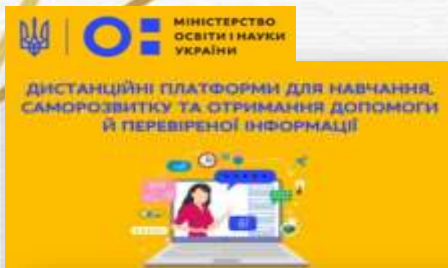 МІНІСТЕРСТВО
ОСВІТИ І НАУКИ
УКРАЇНИ
ДИСТАНЦІЙНІ ПЛАТФОРМИ ДЛЯ НАВЧАННЯ,
САМОРОЗВИТКУ ТА ОТРИМАННЯ ДОПОМОГИ
Й ПЕРЕВІРЕНОЇ ІНФОРМАЦІЇ